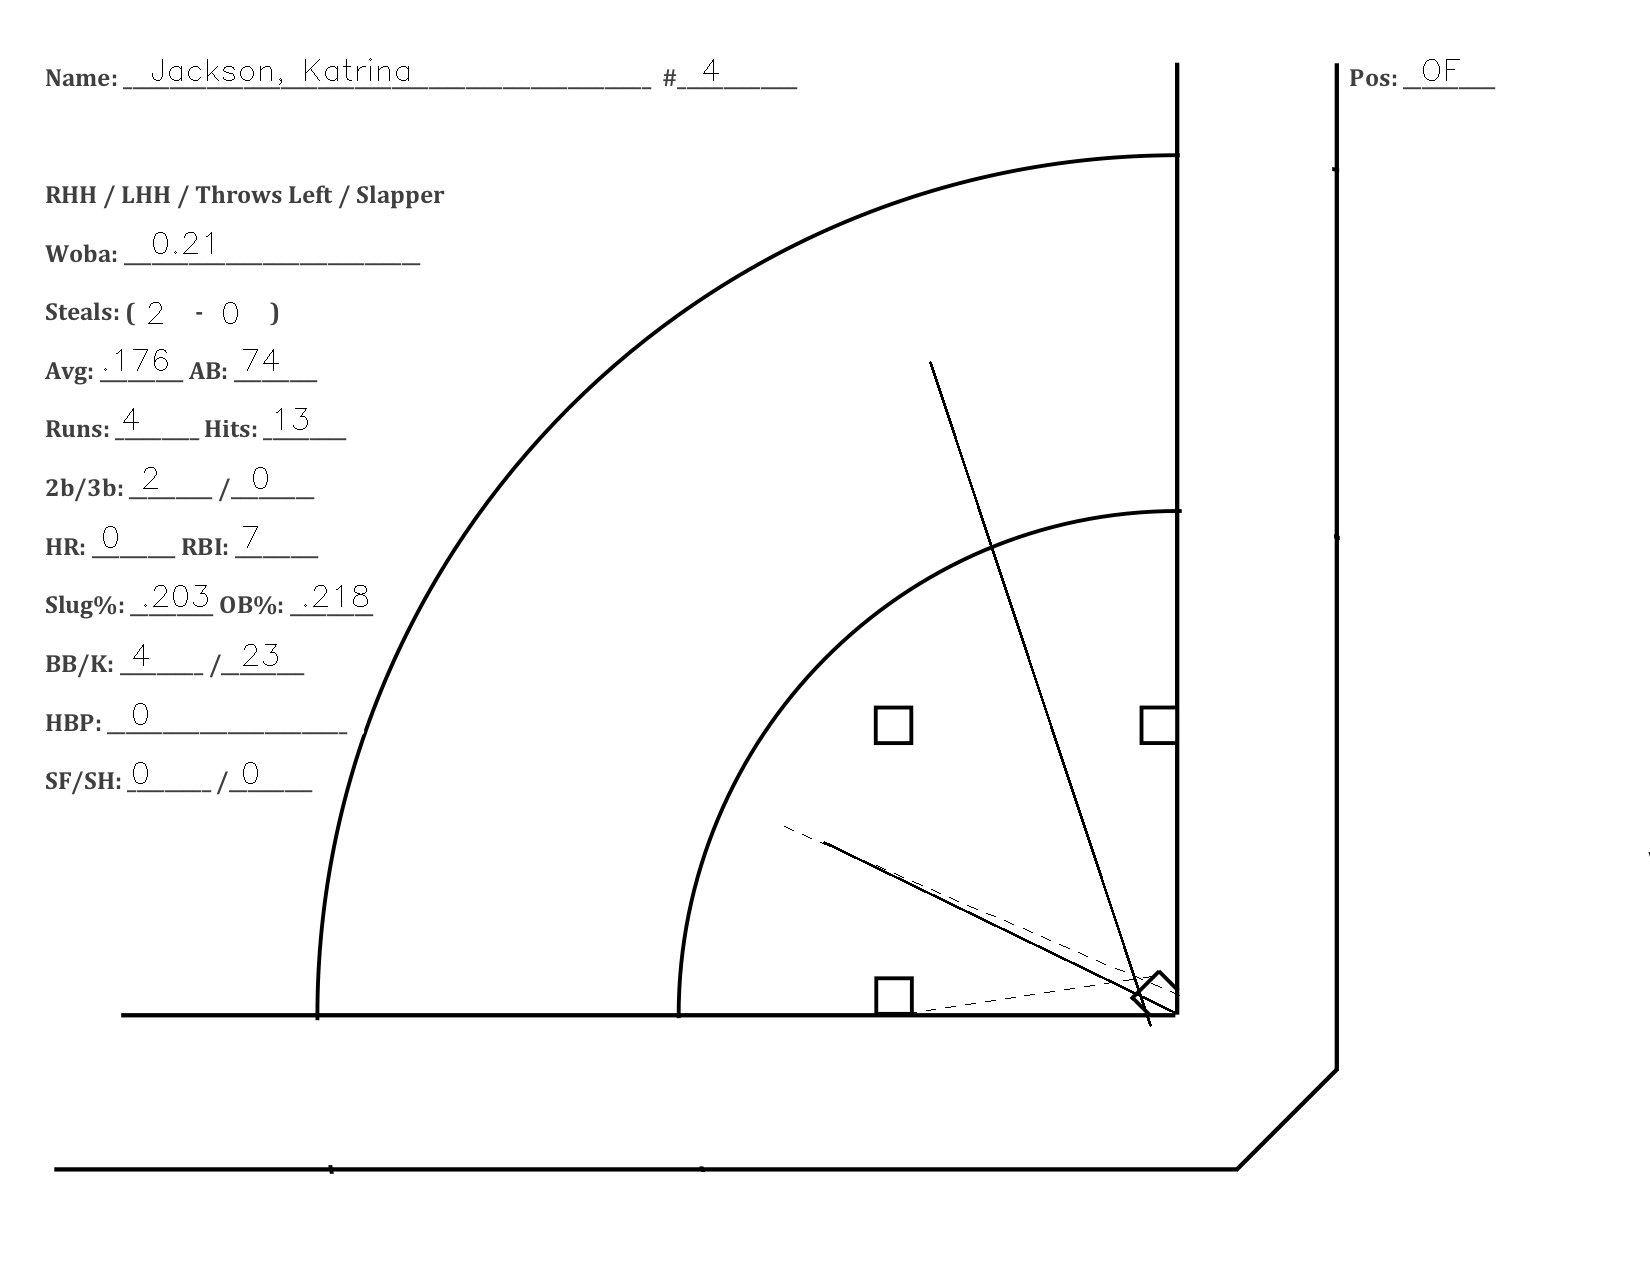 Name: Jackson, Katrina # 4 Pos: OF
RHH / LHH / Throws Left / Slapper
Woba: 0.21
Steals: ( 2 - 0 )
Avg: .176 AB: 74
Runs: 4 Hits: 13
2b/3b: 2 / 0
HR: 0 RBI: 7
Slug%: .203 OB%: .218
BB/K: 4 / 23
HBP: 0
SF/SH: 0 / 0